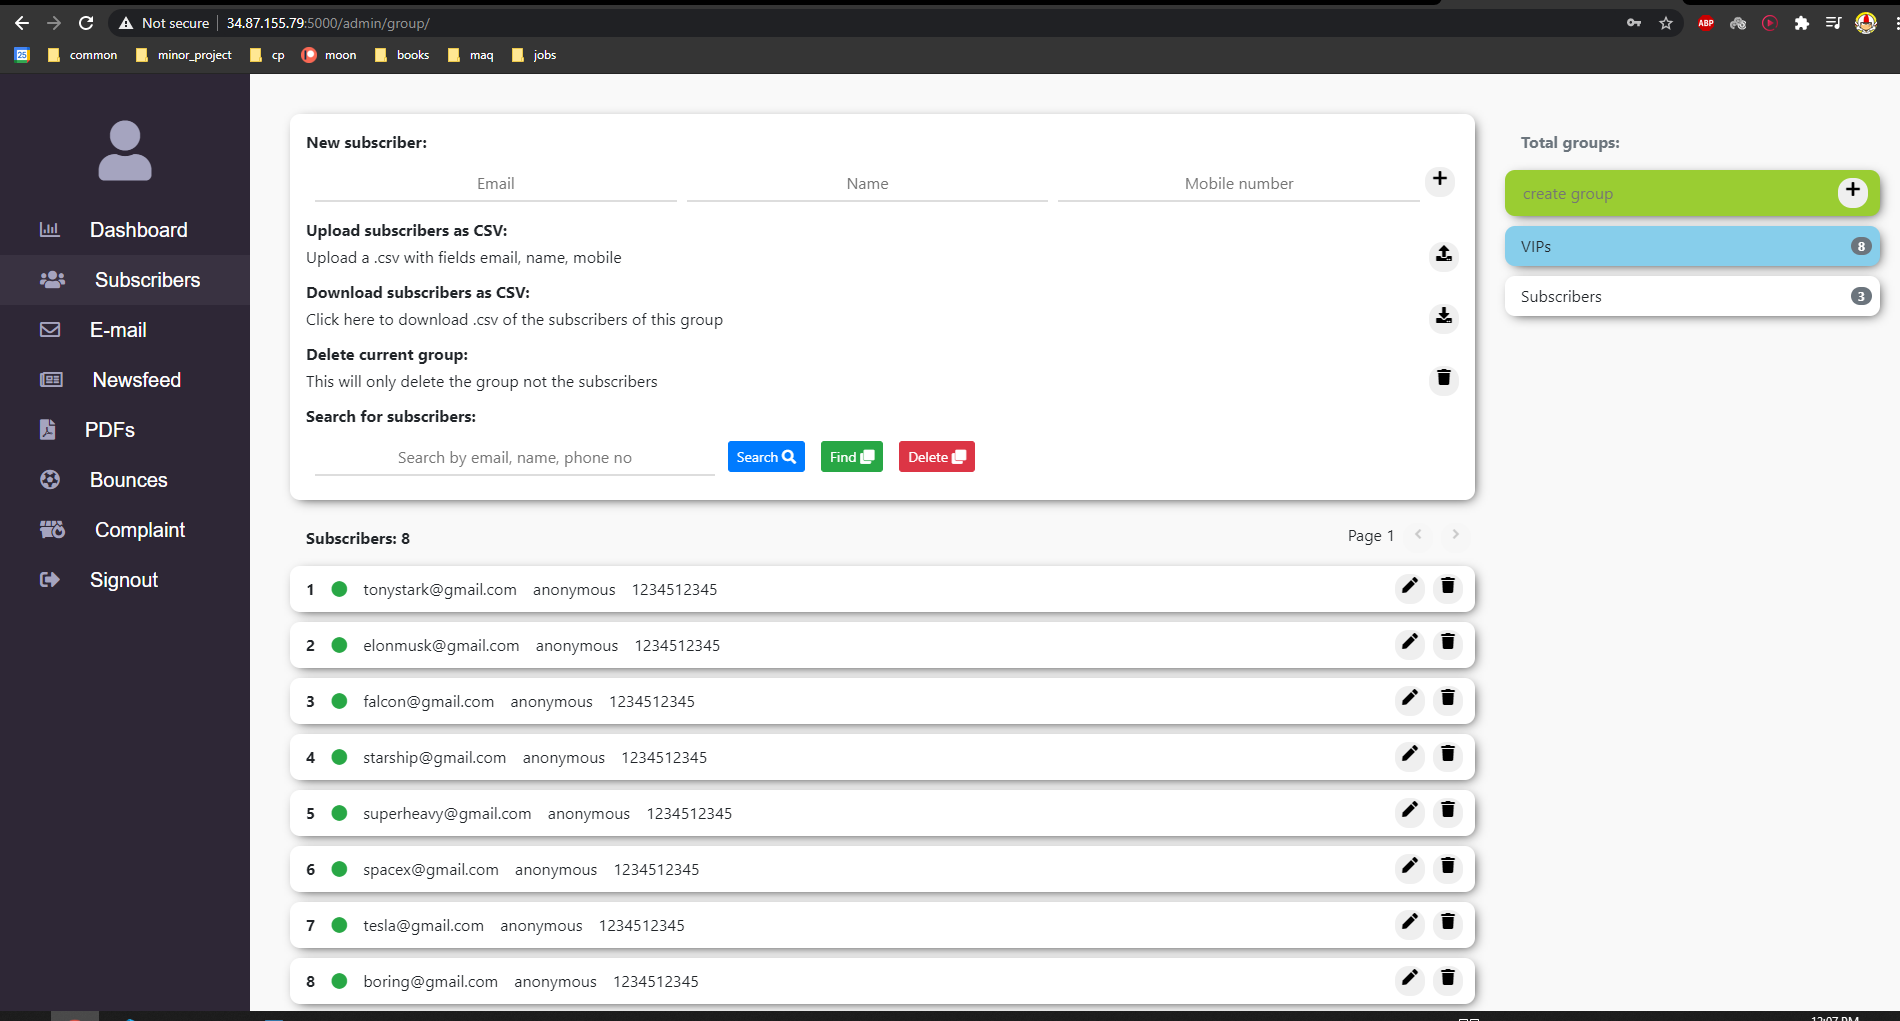 Not secure 34.87.155.79:5000/admin/group/
ABP
25 common minor_project cp moon books maq jobs
Dashboard
Subscribers
E-mail
Newsfeed
PDFs
Bounces
Complaint
Signout
New subscriber:
Email Name Mobile number
Upload subscribers as CSV:
Upload a .csv with fields email, name, mobile
Download subscribers as CSV:
Click here to download .csv of the subscribers of this group
Delete current group:
This will only delete the group not the subscribers
Search for subscribers:
Search by email, name, phone no Search Find Delete
Subscribers: 8 Page 1
1 tonystark@gmail.com anonymous 1234512345
2 elonmusk@gmail.com anonymous 1234512345
3 falcon@gmail.com anonymous 1234512345
4 starship@gmail.com anonymous 1234512345
5 superheavy@gmail.com anonymous 1234512345
6 spacex@gmail.com anonymous 1234512345
7 tesla@gmail.com anonymous 1234512345
8 boring@gmail.com anonymous 1234512345
Total groups:
create group
VIPs 8
Subscribers 3
12:07 PM